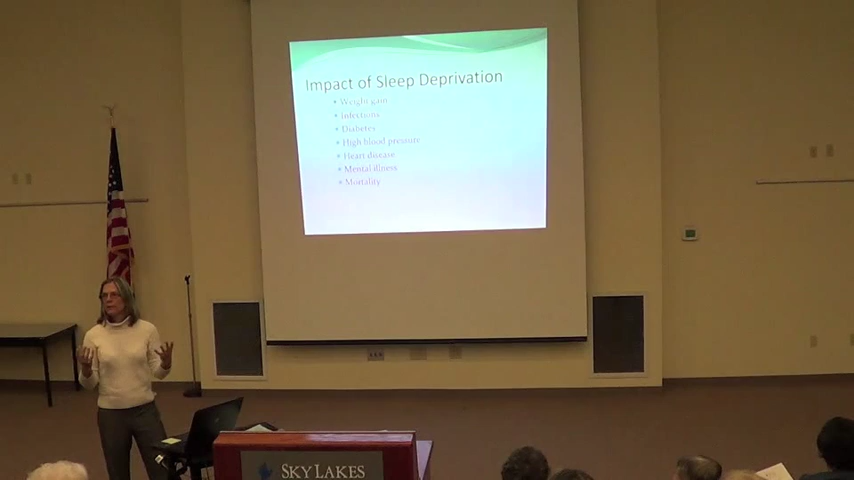 Impact of Sleep Deprivation
Weight gain
Infections
Diabetes
High blood pressure
Heart disease
Mental illness
Mortality
SKY LAKES